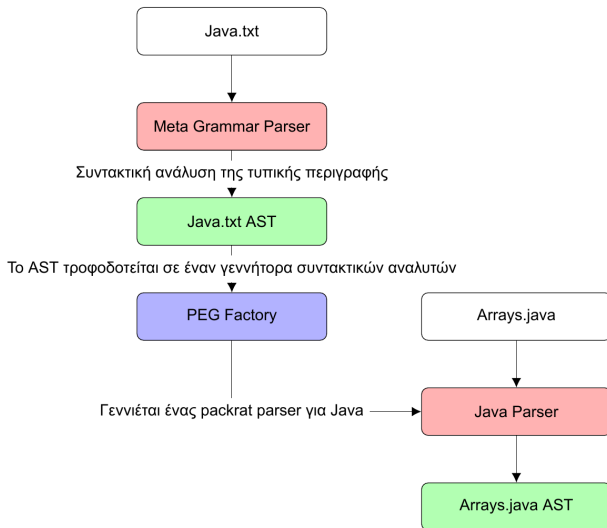 Java.txt
Meta Grammar Parser
Συντακτική ανάλυση της τυπικής περιγραφής
Java.txt AST
Το AST τροφοδοτείται σε έναν γεννήτορα συντακτικών αναλυτών
PEG Factory
Arrays.java
Γεννιέται ένας packrat parser για Java
Java Parser
Arrays.java AST